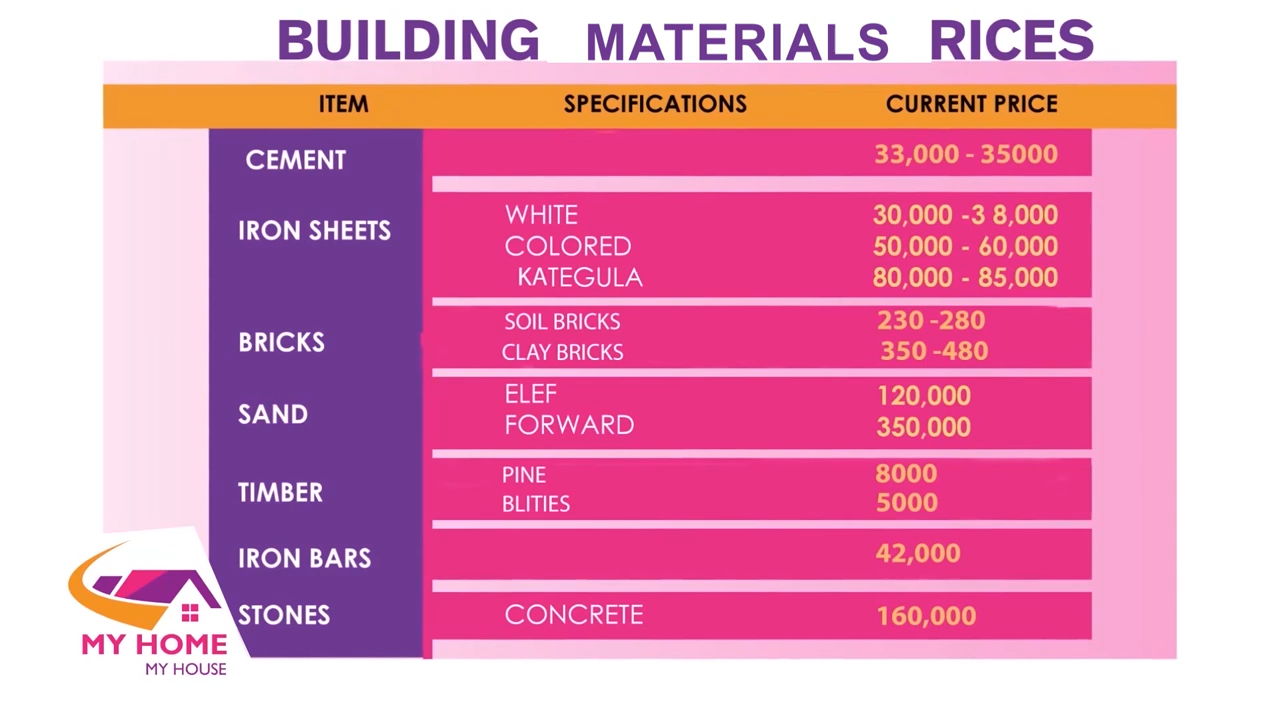 BUILDING MATERIALS RICES
ITEM SPECIFICATIONS CURRENT PRICE
CEMENT 33,000 - 35000
IRON SHEETS WHITE 30,000 -3 8,000
COLORED 50,000 - 60,000
KATEGULA 80,000 - 85,000
BRICKS SOIL BRICKS 230 -280
CLAY BRICKS 350 -480
SAND ELEF 120,000
FORWARD 350,000
TIMBER PINE 8000
BLITIES 5000
IRON BARS 42,000
STONES CONCRETE 160,000
MY HOME
MY HOUSE